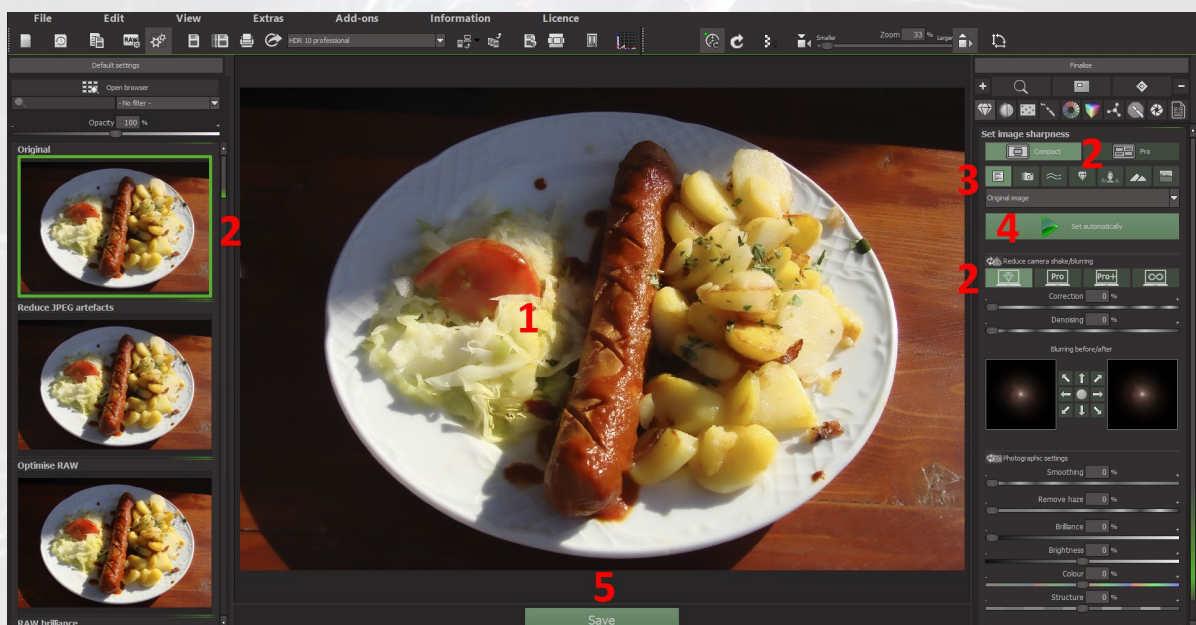 File Edit View Extras Add-ons Information Licence
RAW HDR 10 professional Smaller Zoom 33 % Larger
Default settings
Open browser
- No filter -
Opacity 100 %
Original
2
Reduce JPEG artefacts
Optimise RAW
RAW brilliance
1
5
Save
Finalise
Set image sharpness
Compact 2 Pro
3
Original image
4 Set automatically
Reduce camera shake/blurring
2 Pro Pro+
Correction 0 %
Denoising 0 %
Blurring before/after
Photographic settings
Smoothing 0 %
Remove haze 0 %
Brilliance 0 %
Brightness 0 %
Colour 0 %
Structure 0 %